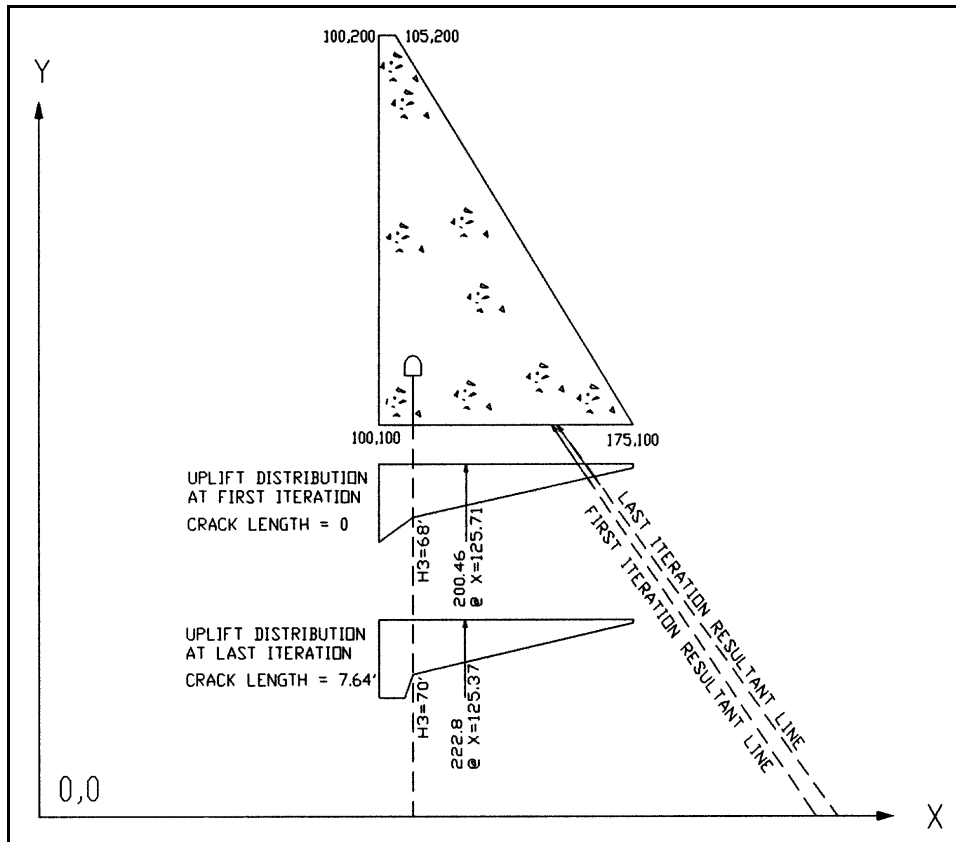 100,200
105,200
Y
100,100
175,100
UPLIFT DISTRIBUTION
AT FIRST ITERATION
CRACK LENGTH = 0
H3=68'
200.46
@ X=125.71
LAST ITERATION RESULTANT LINE
FIRST ITERATION RESULTANT LINE
UPLIFT DISTRIBUTION
AT LAST ITERATION
CRACK LENGTH = 7.64'
H3=70'
222.8
@ X=125.37
0,0
X